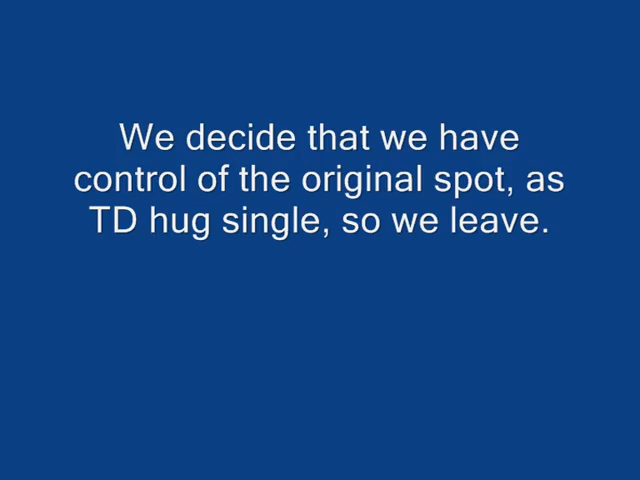 We decide that we have
control of the original spot, as
TD hug single, so we leave.